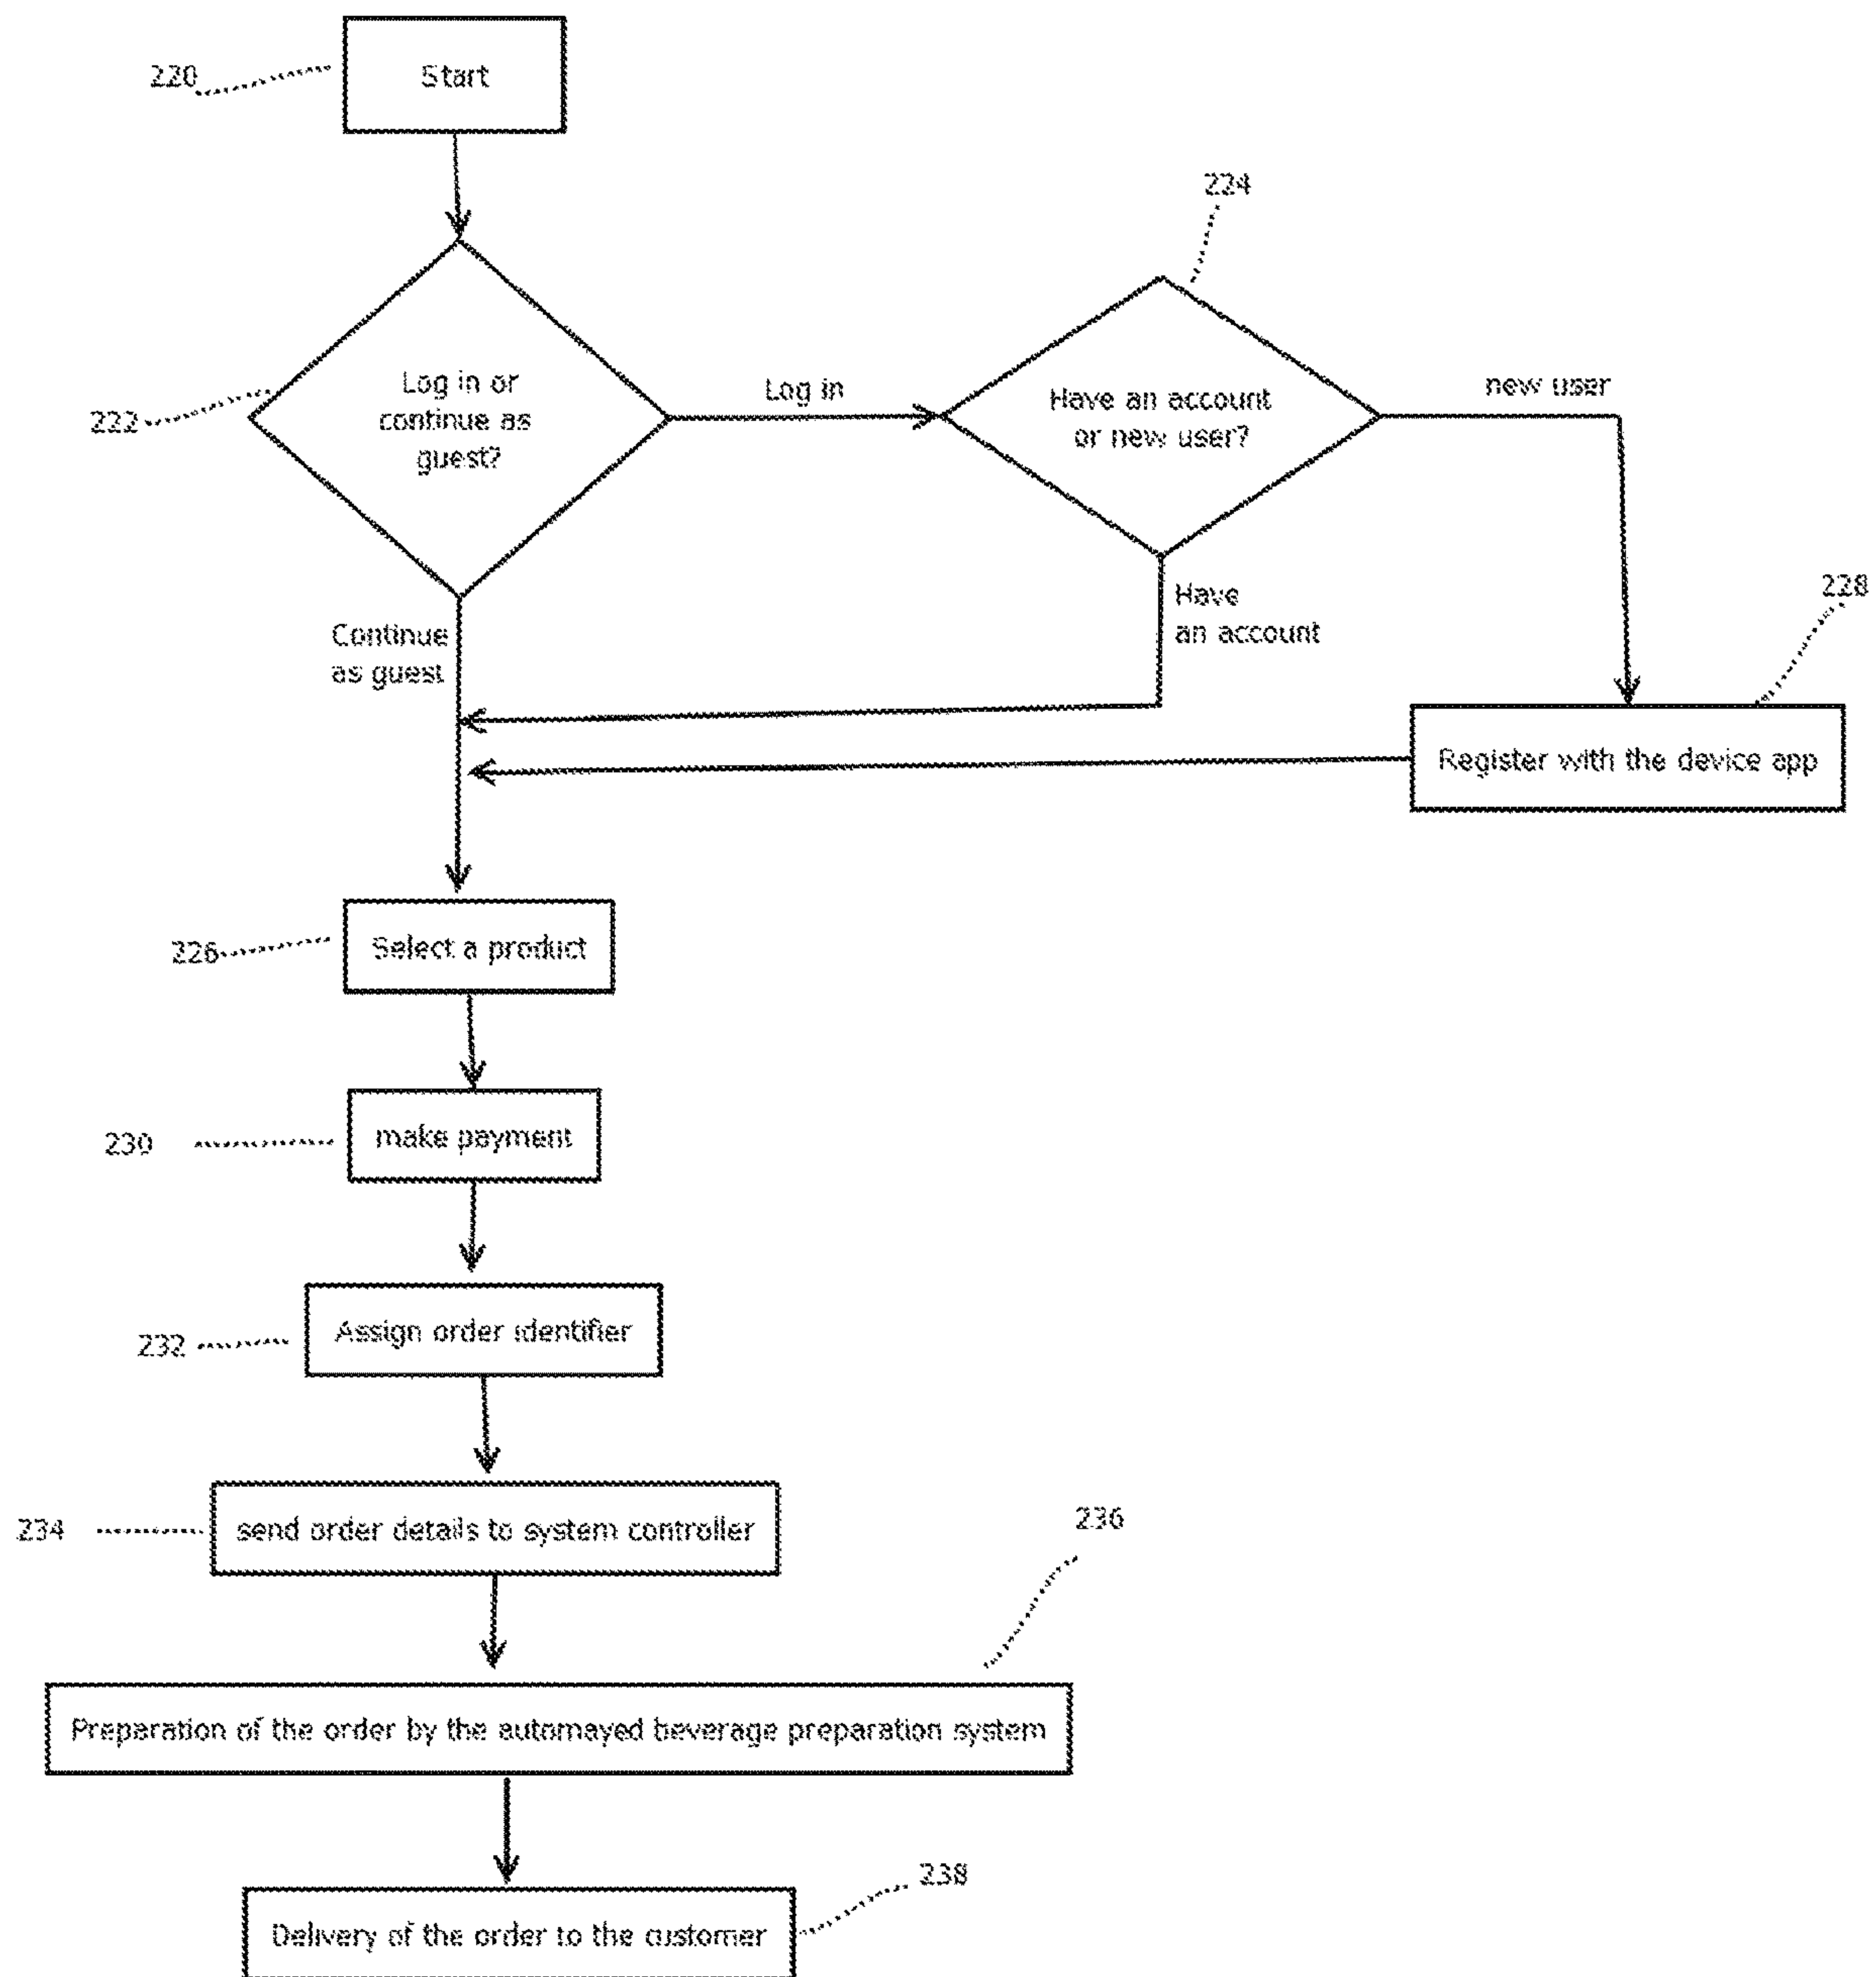 220
Start
224
222
Log in or
continue as
guest?
Log in
Have an account
or new user?
new user
Continue
as guest
Have
an account
228
Register with the device app
226
Select a product
230
make payment
232
Assign order identifier
234
send order details to system controller
236
Preparation of the order by the automayed beverage preparation system
238
Delivery of the order to the customer